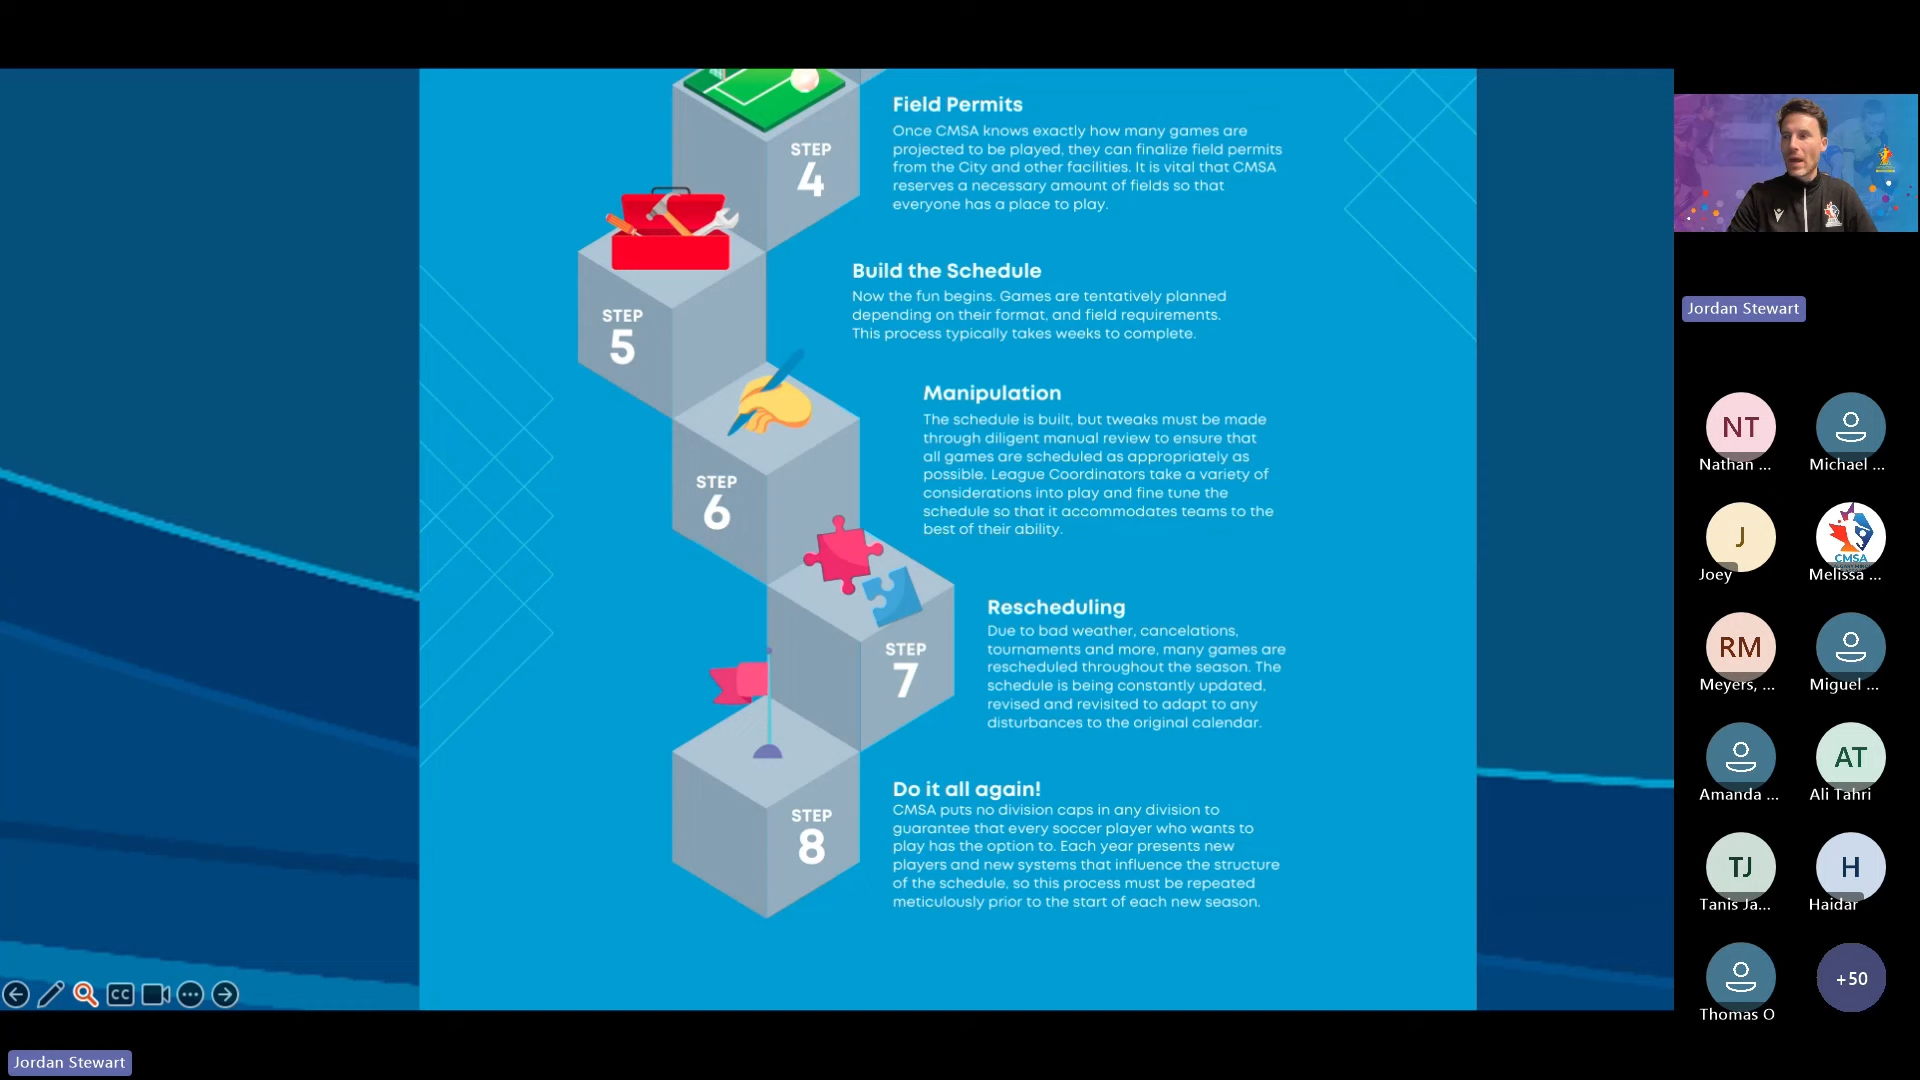 Field Permits
Once CMSA knows exactly how many games are
projected to be played, they can finalize field permits
from the City and other facilities. It is vital that CMSA
reserves a necessary amount of fields so that
everyone has a place to play.
STEP
4
Build the Schedule
Now the fun begins. Games are tentatively planned
depending on their format, and field requirements.
This process typically takes weeks to complete.
STEP
5
Manipulation
The schedule is built, but tweaks must be made
through diligent manual review to ensure that
all games are scheduled as appropriately as
possible. League Coordinators take a variety of
considerations into play and fine tune the
schedule so that it accommodates teams to the
best of their ability.
STEP
6
Rescheduling
Due to bad weather, cancelations,
tournaments and more, many games are
rescheduled throughout the season. The
schedule is being constantly updated,
revised and revisited to adapt to any
disturbances to the original calendar.
STEP
7
Do it all again!
CMSA puts no division caps in any division to
guarantee that every soccer player who wants to
play has the option to. Each year presents new
players and new systems that influence the structure
of the schedule, so this process must be repeated
meticulously prior to the start of each new season.
STEP
8
CC
Jordan Stewart
Jordan Stewart
NT
Nathan ...
Michael ...
J
Joey
CMSA
Melissa ...
RM
Meyers, ...
Miguel ...
Amanda ...
AT
Ali Tahri
TJ
Tanis Ja...
H
Haidar
Thomas O
+50